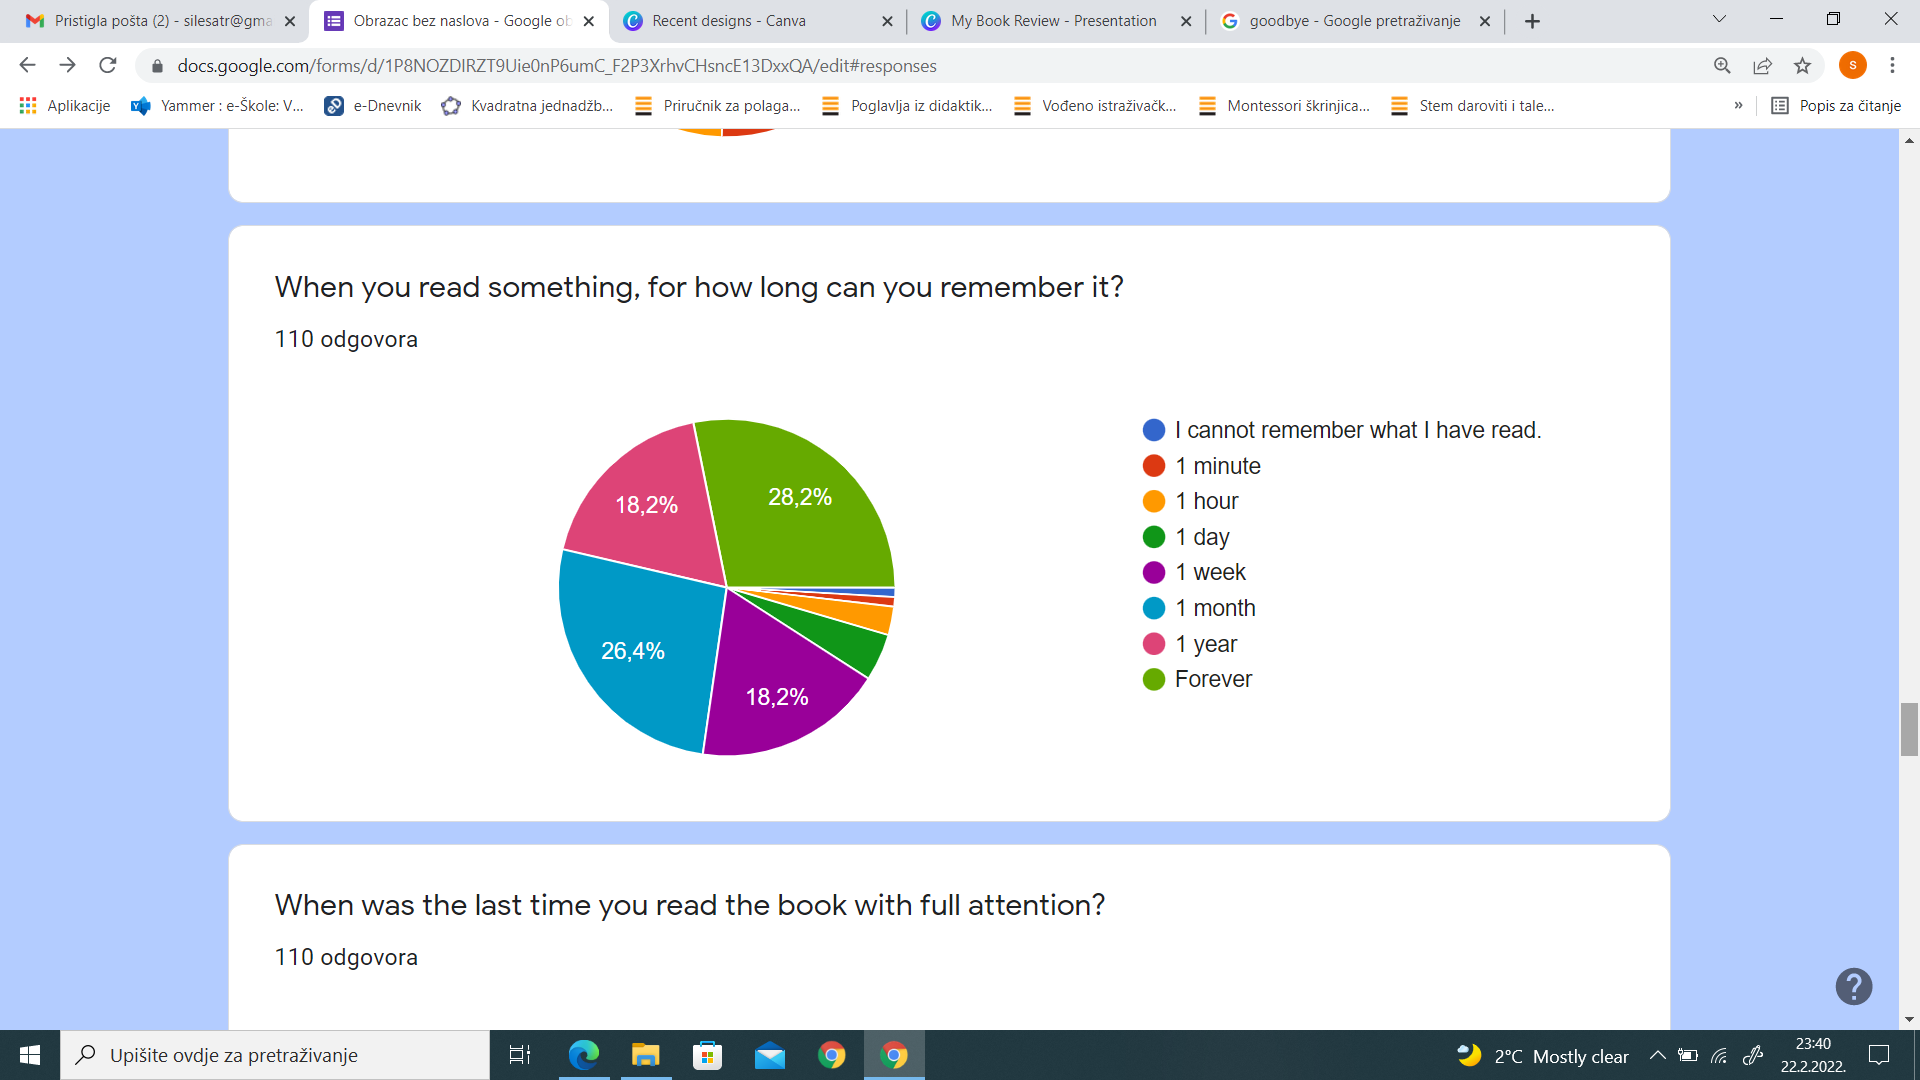 Pristigla pošta (2) - silesatr@gma
Obrazac bez naslova - Google ob
Recent designs - Canva
My Book Review - Presentation
goodbye - Google pretraživanje
docs.google.com/forms/d/1P8NOZDIRZT9Uie0nP6umC_F2P3XrhvCHsncE13DxxQA/edit#responses
s
Aplikacije
Yammer : e-Škole: V...
e-Dnevnik
Kvadratna jednadžb...
Priručnik za polaga...
Poglavlja iz didaktik...
Vođeno istraživačk...
Montessori škrinjica...
Stem daroviti i tale...
»
Popis za čitanje
When you read something, for how long can you remember it?
110 odgovora
28,2%
18,2%
26,4%
18,2%
I cannot remember what I have read.
1 minute
1 hour
1 day
1 week
1 month
1 year
Forever
When was the last time you read the book with full attention?
110 odgovora
Upišite ovdje za pretraživanje
2°C Mostly clear
23:40
22.2.2022.